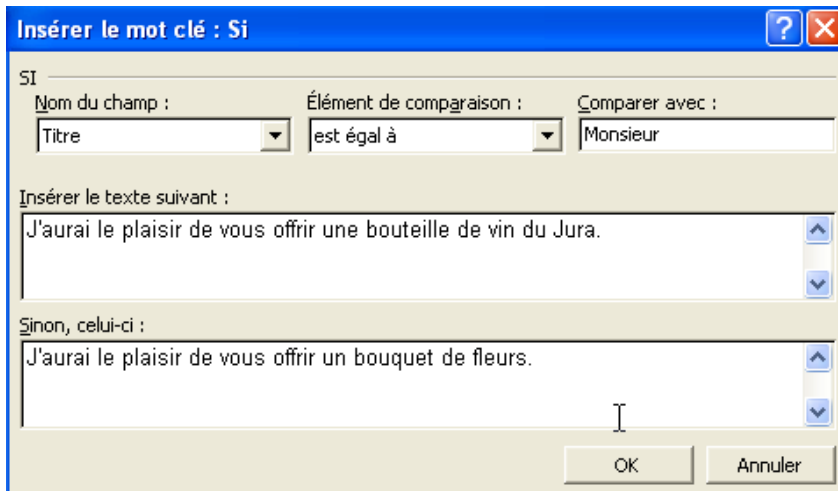 Insérer le mot clé : Si
SI
Nom du champ : Élément de comparaison : Comparer avec :
Titre est égal à Monsieur
Insérer le texte suivant :
J'aurai le plaisir de vous offrir une bouteille de vin du Jura.
Sinon, celui-ci :
J'aurai le plaisir de vous offrir un bouquet de fleurs.
OK Annuler